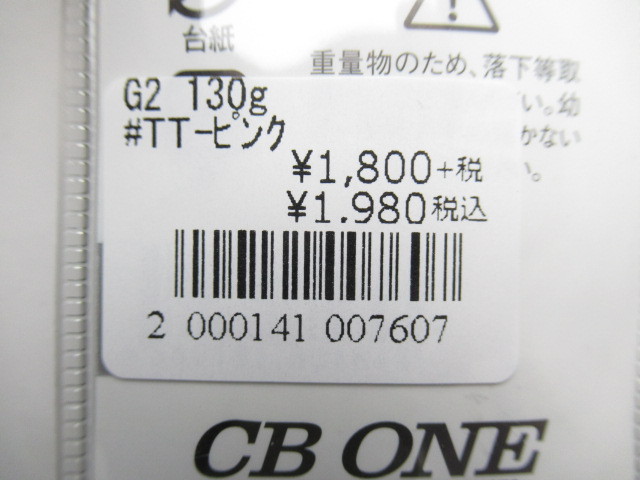 台紙
重量物のため、落下等取
い。幼
かない
い。
G2 130g
#TT-ピンク
¥1,800+税
¥1.980税込
2 000141 007607
CB ONE